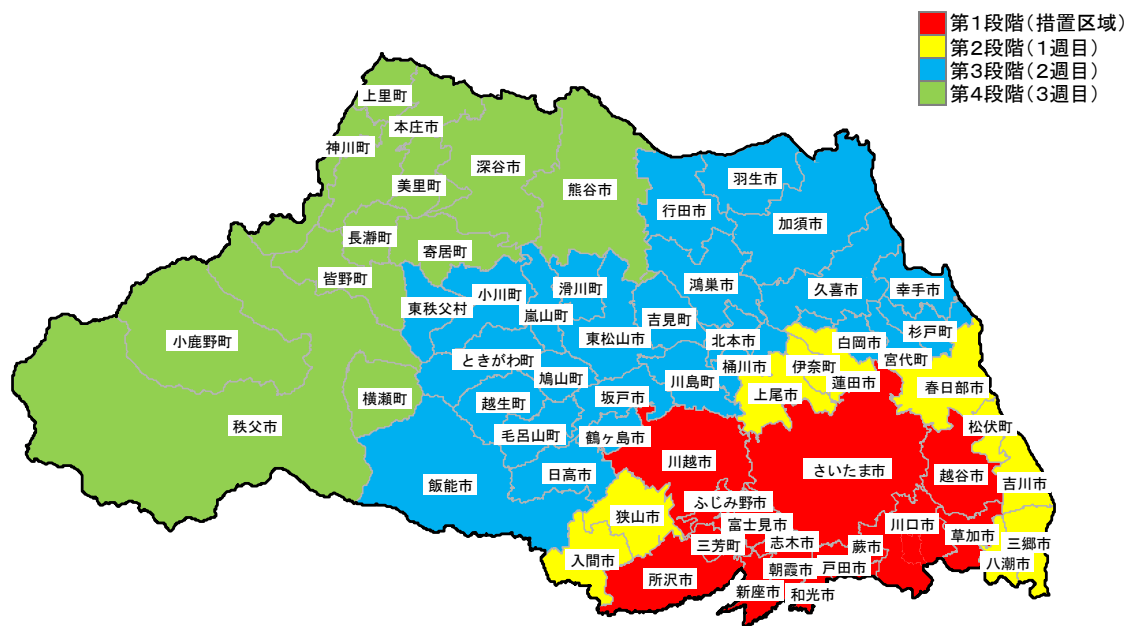 第1段階(措置区域)
第2段階(1週目)
第3段階(2週目)
第4段階(3週目)
上里町
本庄市
神川町
深谷市
美里町
熊谷市
羽生市
行田市
加須市
長瀞町
寄居町
皆野町
小川町
滑川町
鴻巣市
久喜市
幸手市
東秩父村
嵐山町
吉見町
杉戸町
小鹿野町
東松山市
北本市
白岡市
ときがわ町
宮代町
桶川市
伊奈町
鳩山町
川島町
蓮田市
春日部市
横瀬町
越生町
坂戸市
上尾市
秩父市
松伏町
毛呂山町
鶴ヶ島市
川越市
さいたま市
日高市
越谷市
吉川市
飯能市
ふじみ野市
狭山市
富士見市
川口市
草加市
三郷市
三芳町
志木市
蕨市
入間市
八潮市
所沢市
朝霞市
戸田市
新座市
和光市